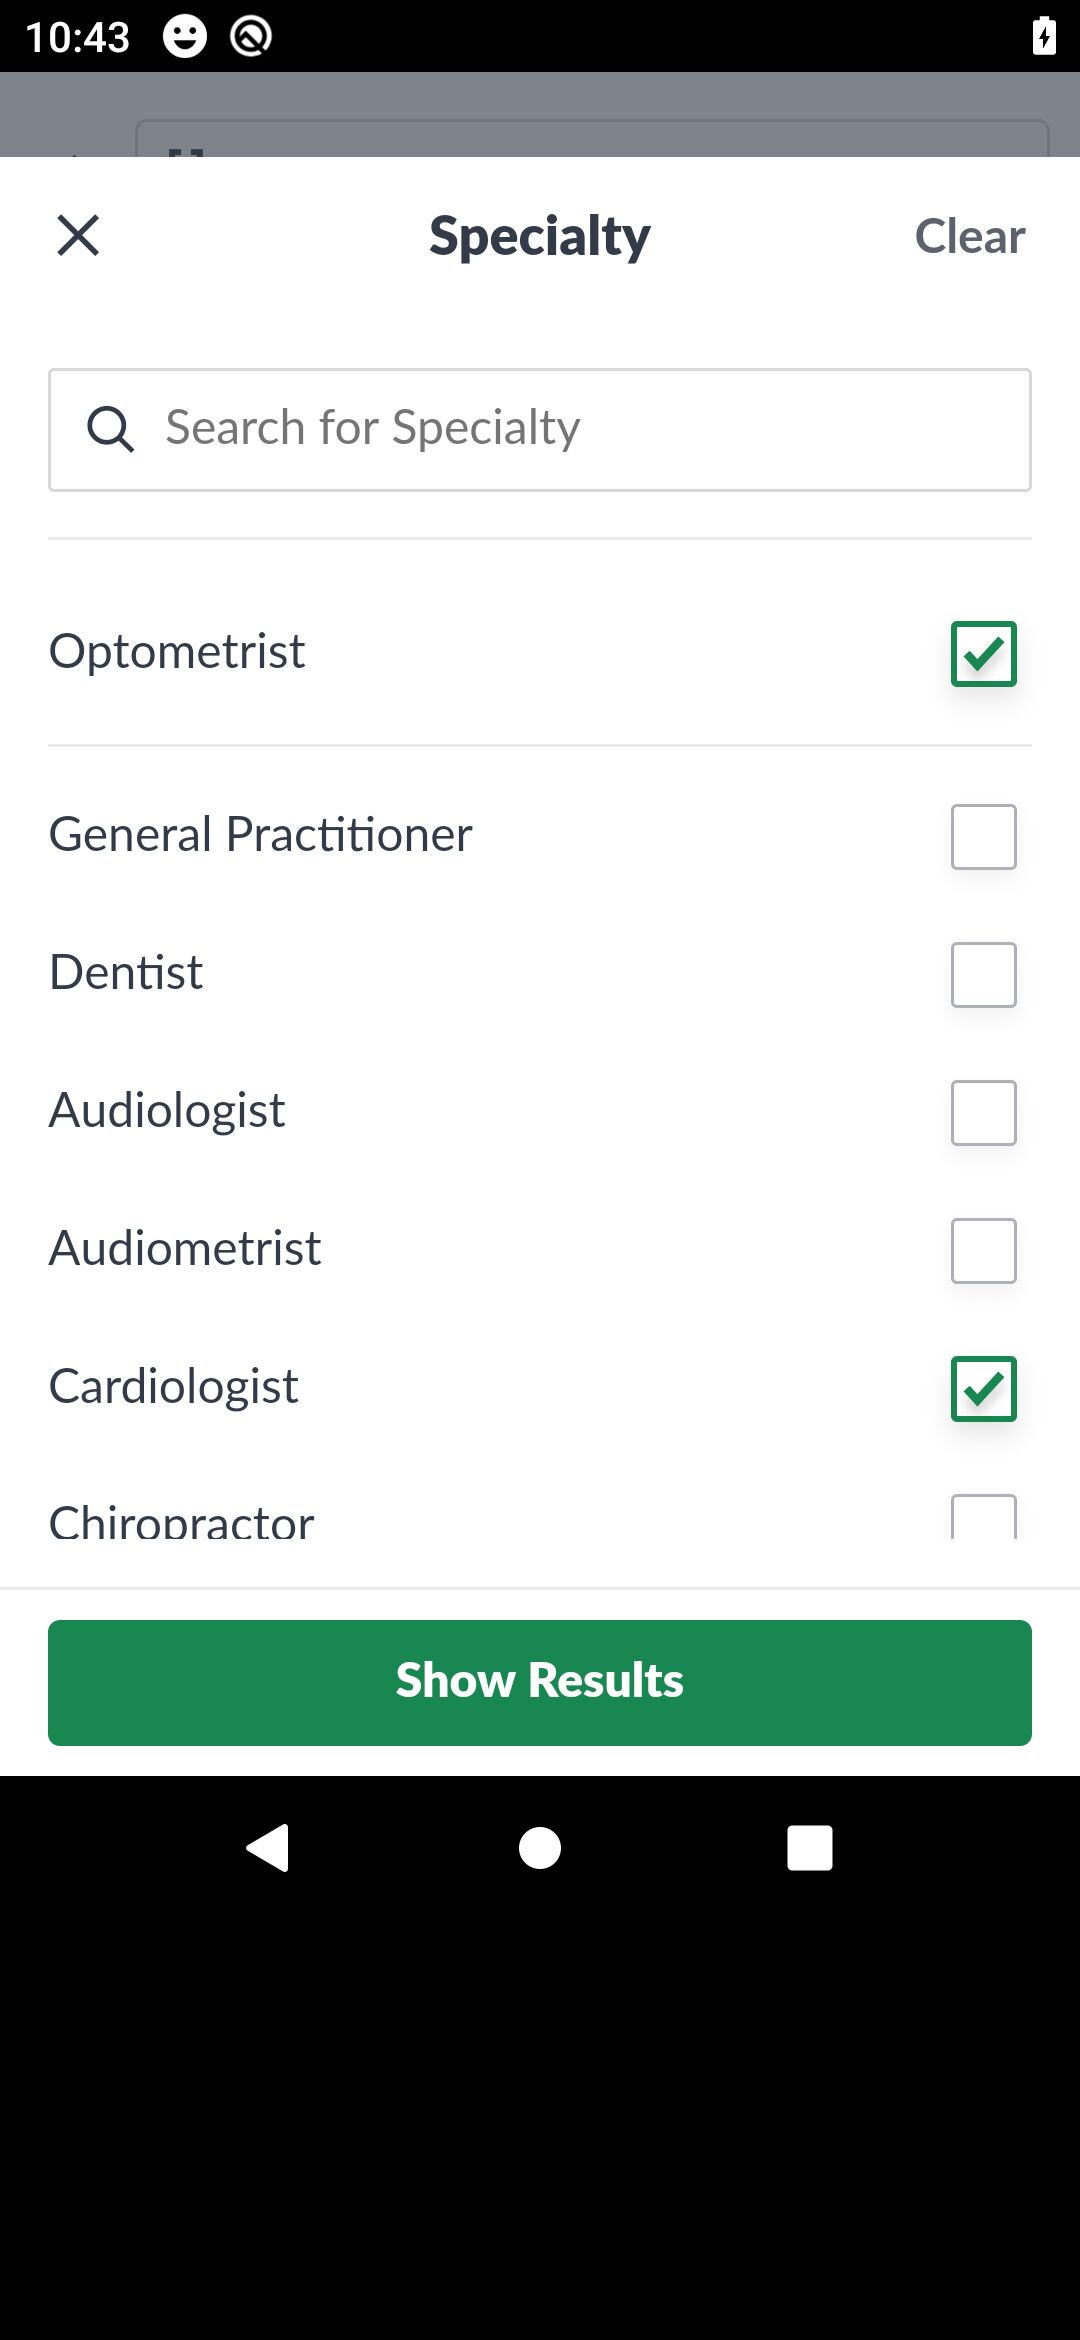 10:43
Specialty
Clear
Search for Specialty
Optometrist
General Practitioner
Dentist
Audiologist
Audiometrist
Cardiologist
Chiropractor
Show Results